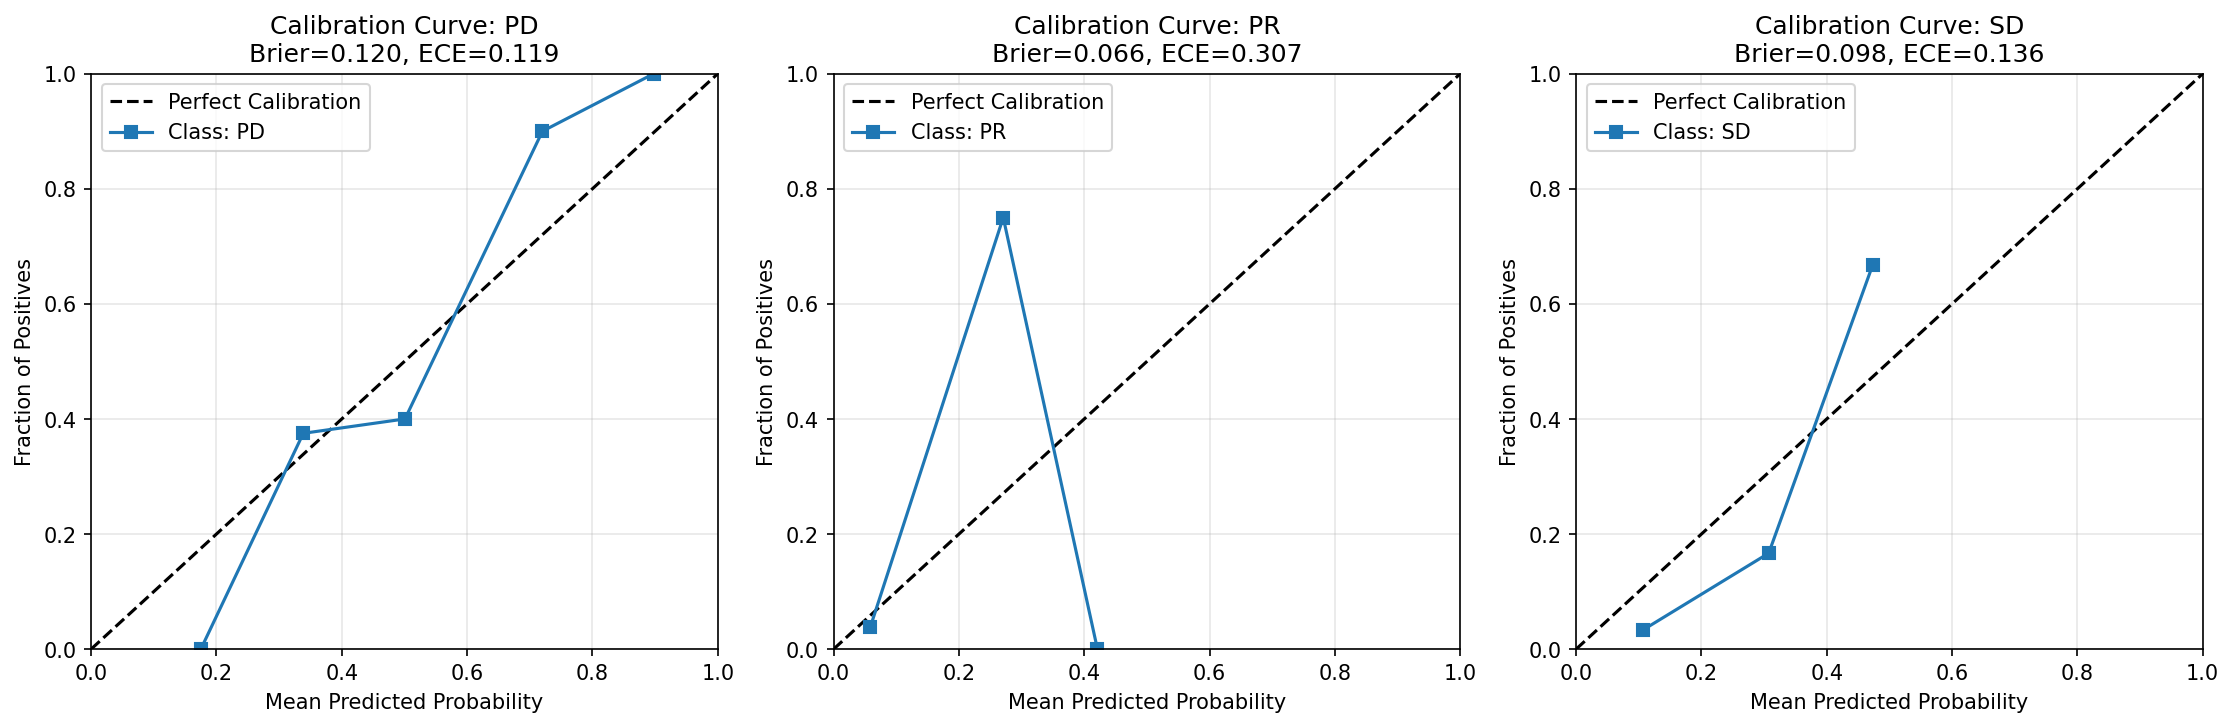 Calibration Curve: PD
Brier=0.120, ECE=0.119
Perfect Calibration
Class: PD
Fraction of Positives
1.0
0.8
0.6
0.4
0.2
0.0
0.0 0.2 0.4 0.6 0.8 1.0
Mean Predicted Probability
Calibration Curve: PR
Brier=0.066, ECE=0.307
Perfect Calibration
Class: PR
Fraction of Positives
1.0
0.8
0.6
0.4
0.2
0.0
0.0 0.2 0.4 0.6 0.8 1.0
Mean Predicted Probability
Calibration Curve: SD
Brier=0.098, ECE=0.136
Perfect Calibration
Class: SD
Fraction of Positives
1.0
0.8
0.6
0.4
0.2
0.0
0.0 0.2 0.4 0.6 0.8 1.0
Mean Predicted Probability